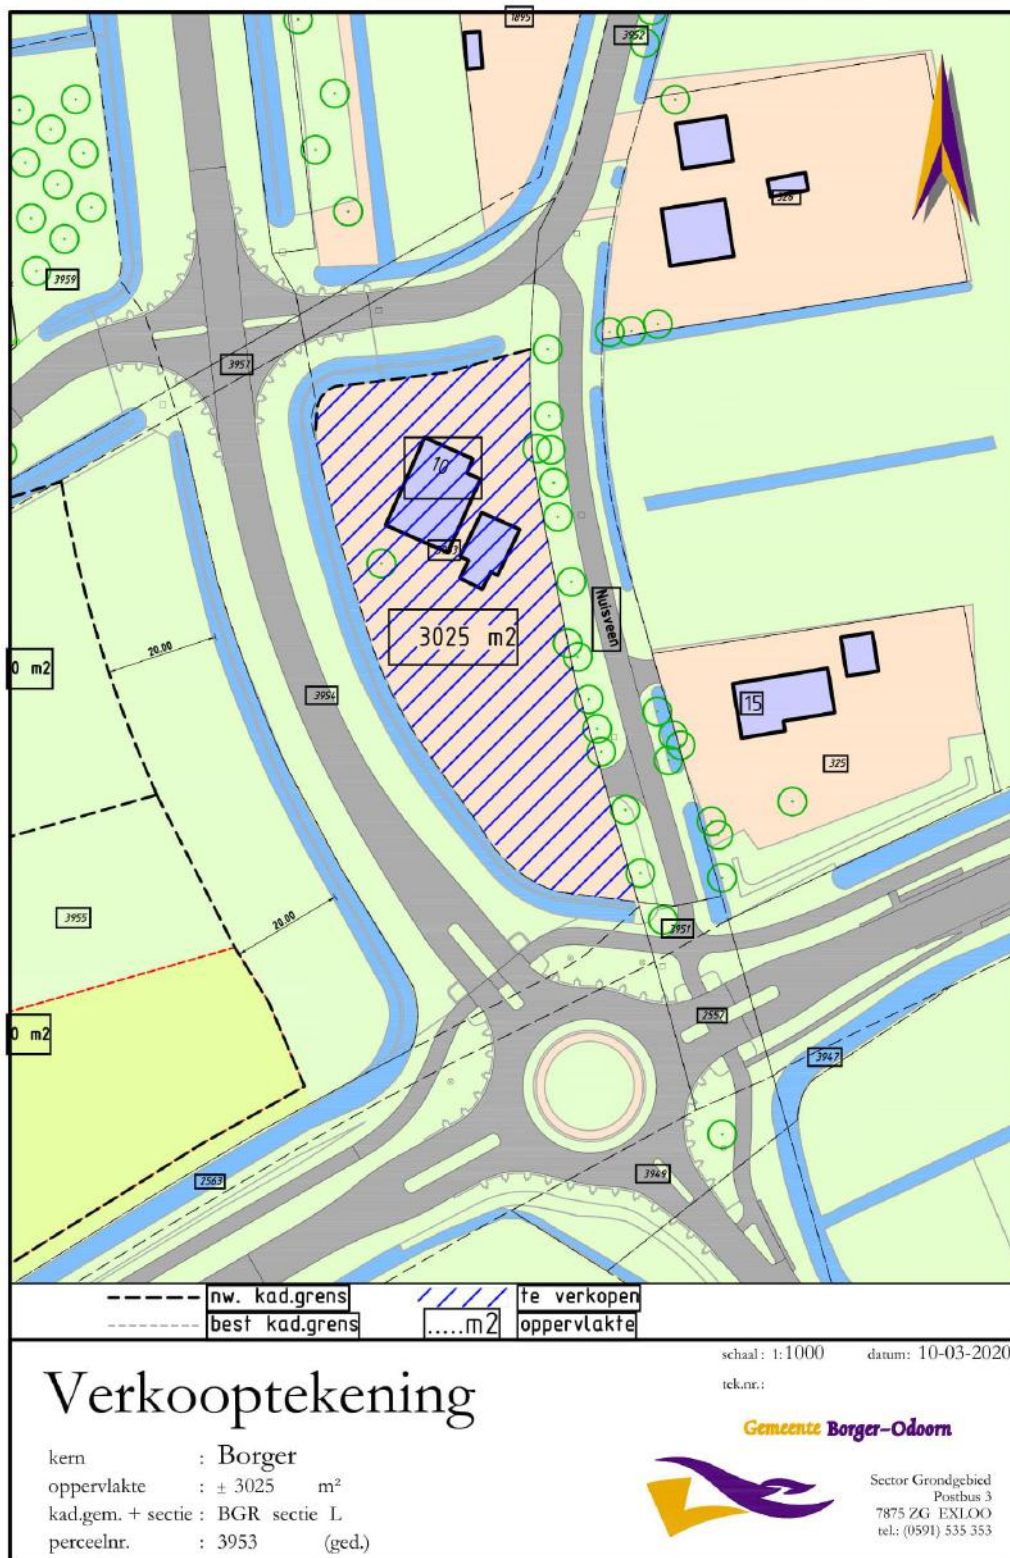 1895
3952
326
3959
3957
10
3953
3025 m2
Nuisveen
0 m2
20.00
3954
15
325
3955
20.00
3951
2557
0 m2
3947
3949
2563
nw. kad.grens
te verkopen
best kad.grens
.....m2
oppervlakte
schaal : 1:1000
datum: 10-03-2020
tek.nr.:
Verkooptekening
Gemeente Borger-Odoorn
kern : Borger
oppervlakte : ± 3025 m²
kad.gem. + sectie : BGR sectie L
perceelnr. : 3953 (ged.)
Sector Grondgebied
Postbus 3
7875 ZG EXLOO
tel.: (0591) 535 353